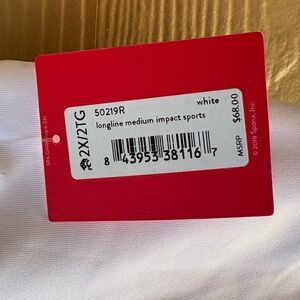 50219R
white
longline medium impact sports
2X/2TG
8 43953 38116 7
MSRP $68.00
© 2019 Spanx, Inc.